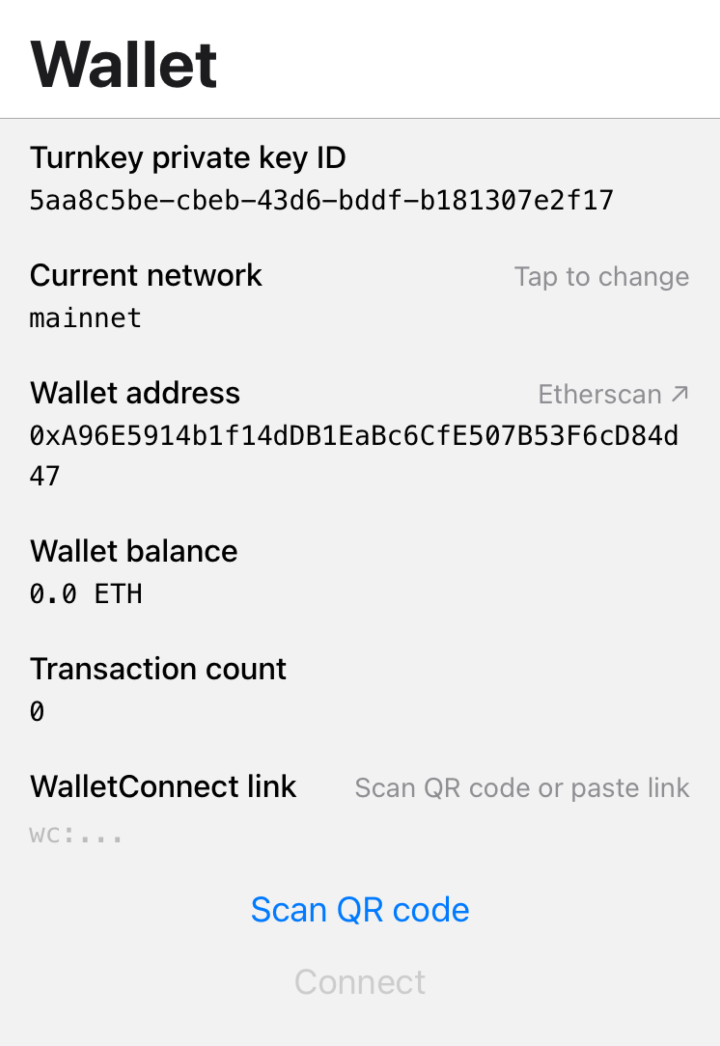 Wallet
Turnkey private key ID
5aa8c5be-cbeb-43d6-bddf-b181307e2f17
Current network Tap to change
mainnet
Wallet address Etherscan ↗
0xA96E5914b1f14dDB1EaBc6CfE507B53F6cD84d
47
Wallet balance
0.0 ETH
Transaction count
0
WalletConnect link Scan QR code or paste link
wc:...
Scan QR code
Connect